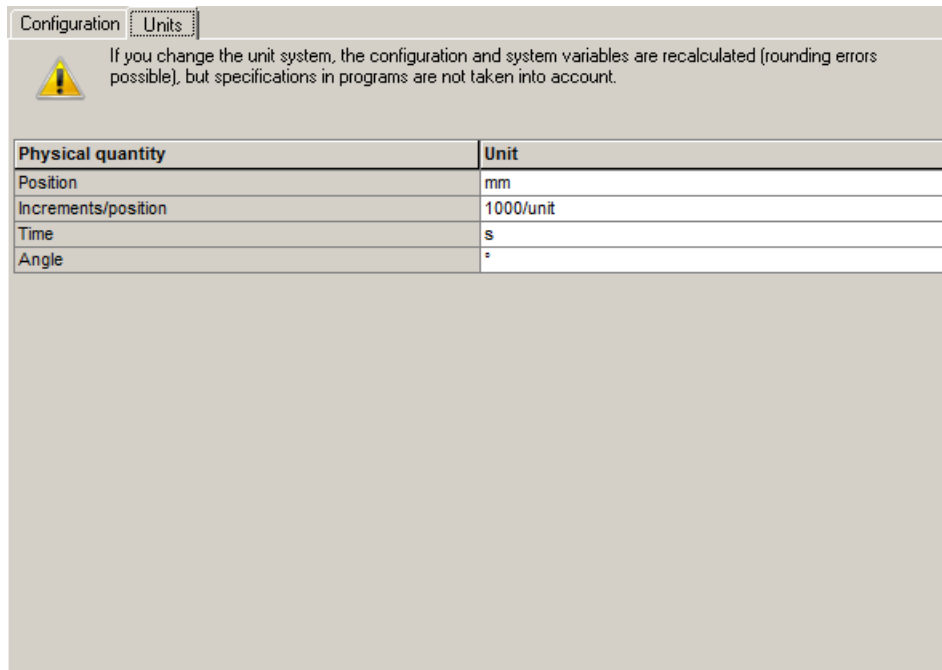 Configuration Units
If you change the unit system, the configuration and system variables are recalculated (rounding errors
possible), but specifications in programs are not taken into account.
Physical quantity Unit
Position mm
Increments/position 1000/unit
Time s
Angle °